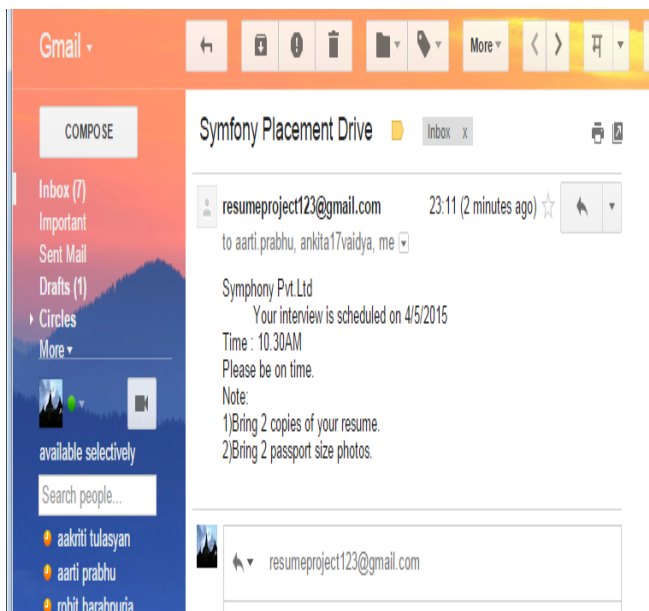 Gmail
More
म
COMPOSE
Symfony Placement Drive
Inbox x
Inbox (7)
Important
Sent Mail
Drafts (1)
Circles
More
resumeproject123@gmail.com
23:11 (2 minutes ago)
to aarti.prabhu, ankita17vaidya, me
Symphony Pvt.Ltd
Your interview is scheduled on 4/5/2015
Time : 10.30AM
Please be on time.
Note:
1)Bring 2 copies of your resume.
2)Bring 2 passport size photos.
available selectively
Search people...
aakriti tulasyan
aarti prabhu
rohit barahpuria
resumeproject123@gmail.com